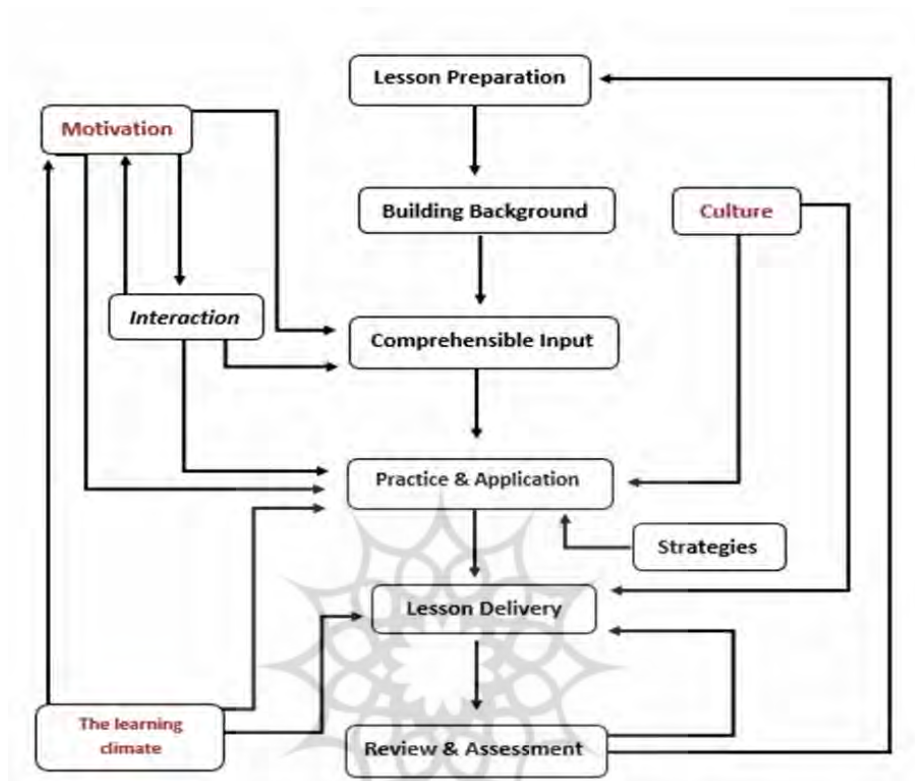 Lesson Preparation
Motivation
Building Background
Culture
Interaction
Comprehensible Input
Practice & Application
Strategies
Lesson Delivery
The learning
climate
Review & Assessment